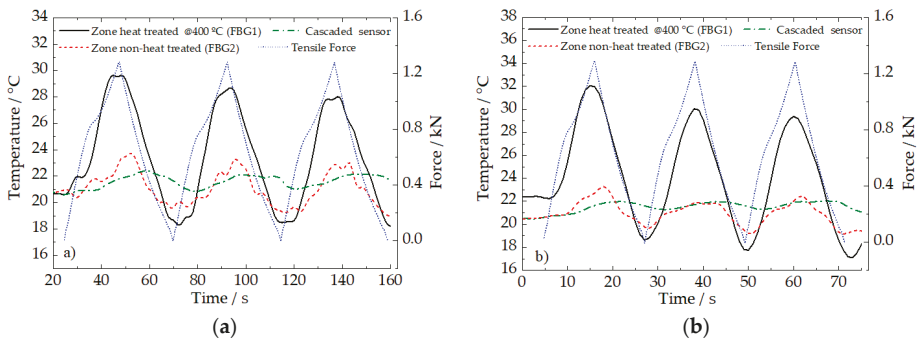 34
32
30
28
26
24
22
20
18
16
Temperature / °C
Zone heat treated @400 ºC (FBG1)
Cascaded sensor
Zone non-heat treated (FBG2)
Tensile Force
1.6
1.2
0.8
0.4
0.0
Force / kN
a)
20 40 60 80 100 120 140 160
Time / s
(a)
38
36
34
32
30
28
26
24
22
20
18
16
Temperature / °C
Zone heat treated @400 ºC (FBG1)
Cascaded sensor
Zone non-heat treated (FBG2)
Tensile Force
1.6
1.2
0.8
0.4
0.0
Force / kN
b)
0 10 20 30 40 50 60 70
Time / s
(b)